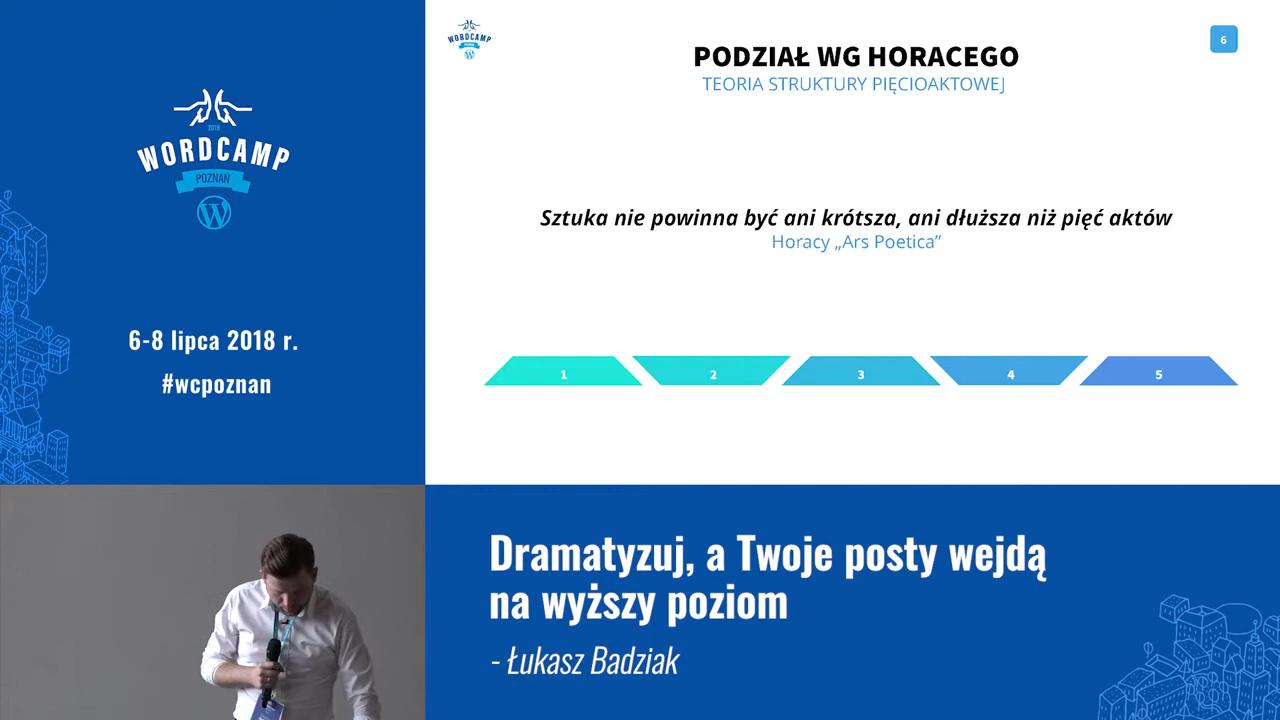 2018
WORDCAMP
POZNAŃ
6-8 lipca 2018 r.
#wcpoznan
WORDCAMP
6
PODZIAŁ WG HORACEGO
TEORIA STRUKTURY PIĘCIOAKTOWEJ
Sztuka nie powinna być ani krótsza, ani dłuższa niż pięć aktów
Horacy „Ars Poetica”
1 2 3 4 5
Dramatyzuj, a Twoje posty wejdą
na wyższy poziom
- Łukasz Badziak